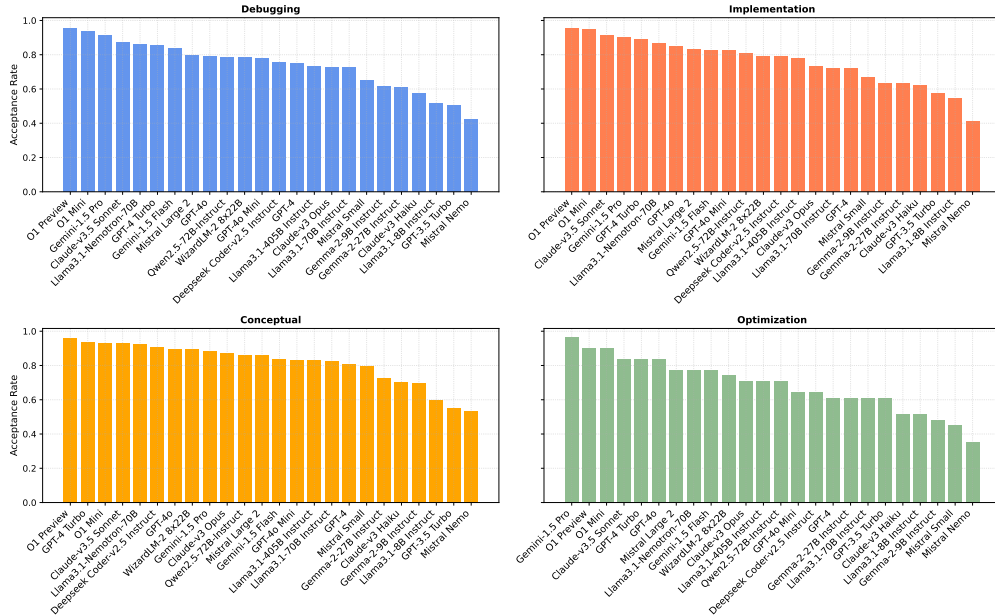 Debugging
Acceptance Rate
1.0
0.8
0.6
0.4
0.2
0.0
O1 Preview
O1 Mini
Gemini-1.5 Pro
Claude-v3.5 Sonnet
Llama3.1-Nemotron-70B
GPT-4 Turbo
Gemini-1.5 Flash
Mistral Large 2
GPT-4o
Qwen2.5-72B-Instruct
WizardLM-2 8x22B
GPT-4o Mini
Deepseek Coder-v2.5 Instruct
GPT-4
Llama3.1-405B Instruct
Claude-v3 Opus
Llama3.1-70B Instruct
Mistral Small
Gemma-2-9B Instruct
Gemma-2-27B Instruct
Claude-v3 Haiku
Llama3.1-8B Instruct
GPT-3.5 Turbo
Mistral Nemo
Implementation
O1 Preview
O1 Mini
Claude-v3.5 Sonnet
Gemini-1.5 Pro
GPT-4 Turbo
Llama3.1-Nemotron-70B
GPT-4o
Mistral Large 2
Gemini-1.5 Flash
GPT-4o Mini
Qwen2.5-72B-Instruct
WizardLM-2 8x22B
Deepseek Coder-v2.5 Instruct
Llama3.1-405B Instruct
Claude-v3 Opus
Llama3.1-70B Instruct
GPT-4
Mistral Small
Gemma-2-9B Instruct
Gemma-2-27B Instruct
Claude-v3 Haiku
GPT-3.5 Turbo
Llama3.1-8B Instruct
Mistral Nemo
Conceptual
Acceptance Rate
1.0
0.8
0.6
0.4
0.2
0.0
O1 Preview
GPT-4 Turbo
O1 Mini
Claude-v3.5 Sonnet
Llama3.1-Nemotron-70B
Deepseek Coder-v2.5 Instruct
GPT-4o
WizardLM-2 8x22B
Gemini-1.5 Pro
Claude-v3 Opus
Qwen2.5-72B-Instruct
Mistral Large 2
Gemini-1.5 Flash
GPT-4o Mini
Llama3.1-405B Instruct
Llama3.1-70B Instruct
GPT-4
Mistral Small
Gemma-2-27B Instruct
Claude-v3 Haiku
Gemma-2-9B Instruct
Llama3.1-8B Instruct
GPT-3.5 Turbo
Mistral Nemo
Optimization
Gemini-1.5 Pro
O1 Preview
O1 Mini
Claude-v3.5 Sonnet
GPT-4 Turbo
GPT-4o
Mistral Large 2
Llama3.1-Nemotron-70B
Gemini-1.5 Flash
WizardLM-2 8x22B
Claude-v3 Opus
Llama3.1-405B Instruct
Qwen2.5-72B-Instruct
GPT-4o Mini
Deepseek Coder-v2.5 Instruct
GPT-4
Gemma-2-27B Instruct
Llama3.1-70B Instruct
GPT-3.5 Turbo
Claude-v3 Haiku
Llama3.1-8B Instruct
Gemma-2-9B Instruct
Mistral Small
Mistral Nemo